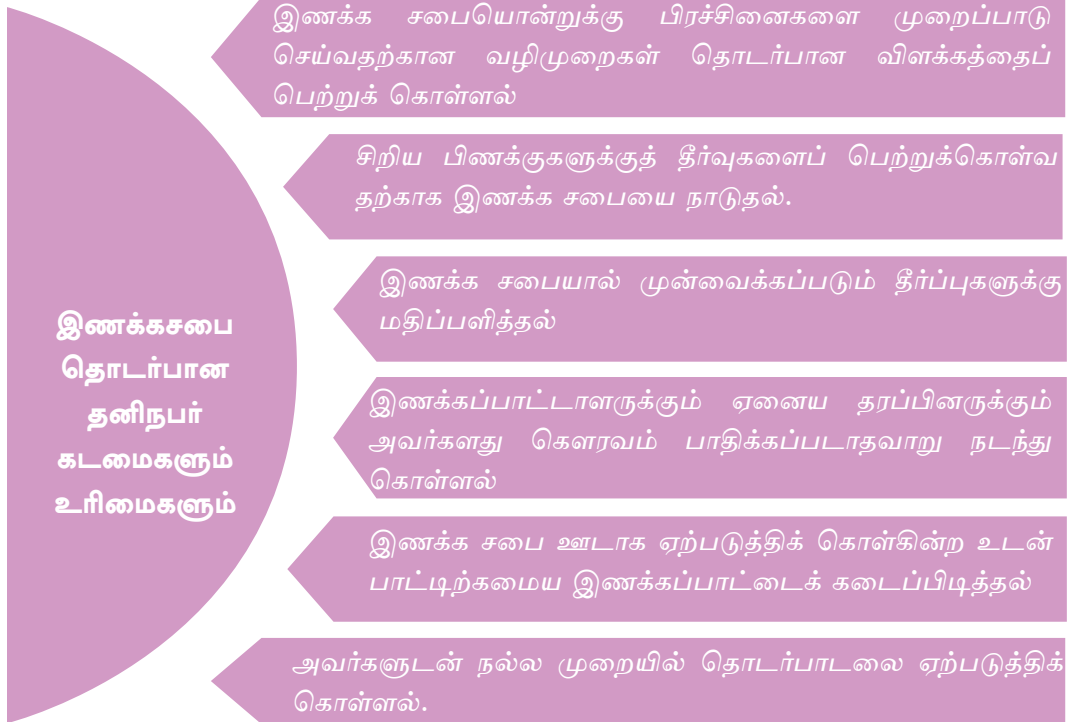 இணக்கசபை
தொடர்பான
தனிநபர்
கடமைகளும்
உரிமைகளும்
இணக்க சபையொன்றுக்கு பிரச்சினைகளை முறைப்பாடு
செய்வதற்கான வழிமுறைகள் தொடர்பான விளக்கத்தைப்
பெற்றுக் கொள்ளல்
சிறிய பிணக்குகளுக்குத் தீர்வுகளைப் பெற்றுக்கொள்வ
தற்காக இணக்க சபையை நாடுதல்.
இணக்க சபையால் முன்வைக்கப்படும் தீர்ப்புகளுக்கு
மதிப்பளித்தல்
இணக்கப்பாட்டாளருக்கும் ஏனைய தரப்பினருக்கும்
அவர்களது கௌரவம் பாதிக்கப்படாதவாறு நடந்து
கொள்ளல்
இணக்க சபை ஊடாக ஏற்படுத்திக் கொள்கின்ற உடன்
பாட்டிற்கமைய இணக்கப்பாட்டைக் கடைப்பிடித்தல்
அவர்களுடன் நல்ல முறையில் தொடர்பாடலை ஏற்படுத்திக்
கொள்ளல்.